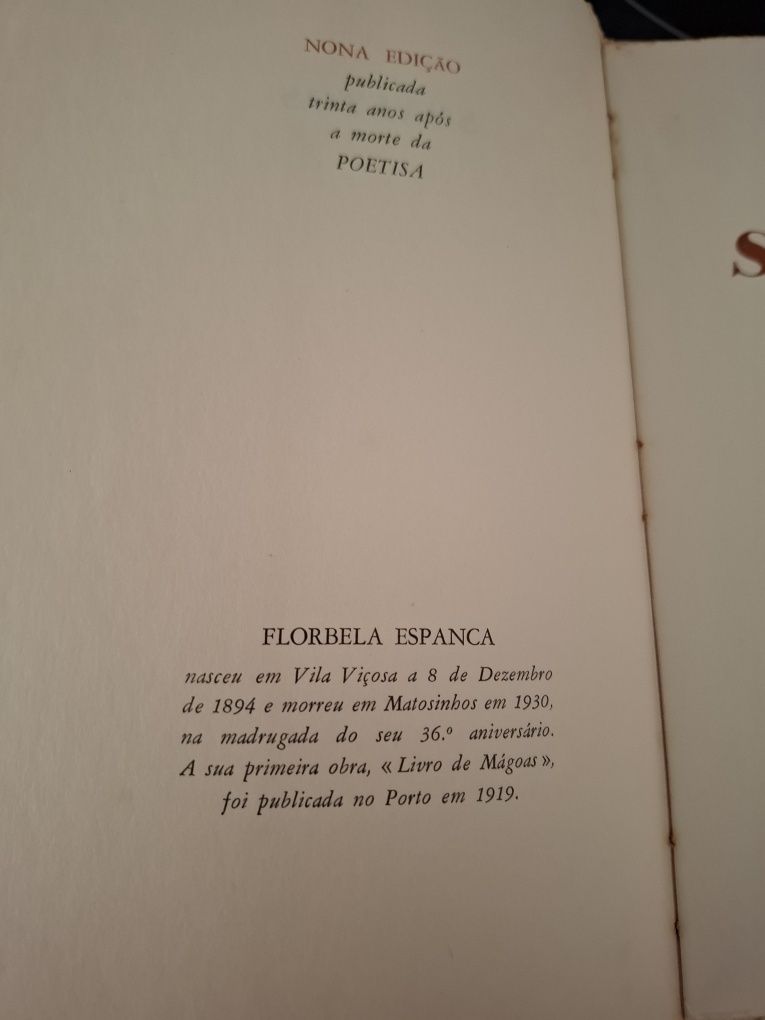 NONA EDIÇÃO
publicada
trinta anos após
a morte da
POETISA
S
FLORBELA ESPANCA
nasceu em Vila Viçosa a 8 de Dezembro
de 1894 e morreu em Matosinhos em 1930,
na madrugada do seu 36.º aniversário.
A sua primeira obra, « Livro de Mágoas »,
foi publicada no Porto em 1919.